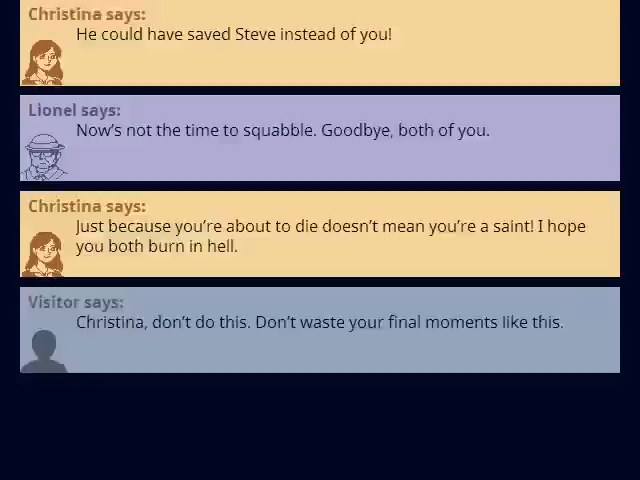 Christina says:
He could have saved Steve instead of you!
Lionel says:
Now’s not the time to squabble. Goodbye, both of you.
Christina says:
Just because you’re about to die doesn’t mean you’re a saint! I hope
you both burn in hell.
Visitor says:
Christina, don’t do this. Don’t waste your final moments like this.